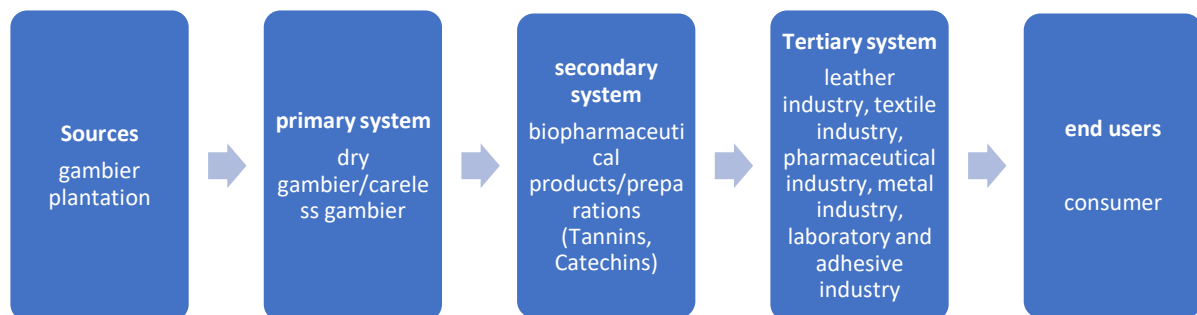 Sources
gambier
plantation
primary system
dry
gambier/carele
ss gambier
secondary
system
biopharmaceuti
cal
products/prepa
rations
(Tannins,
Catechins)
Tertiary system
leather
industry, textile
industry,
pharmaceutical
industry, metal
industry,
laboratory and
adhesive
industry
end users
consumer